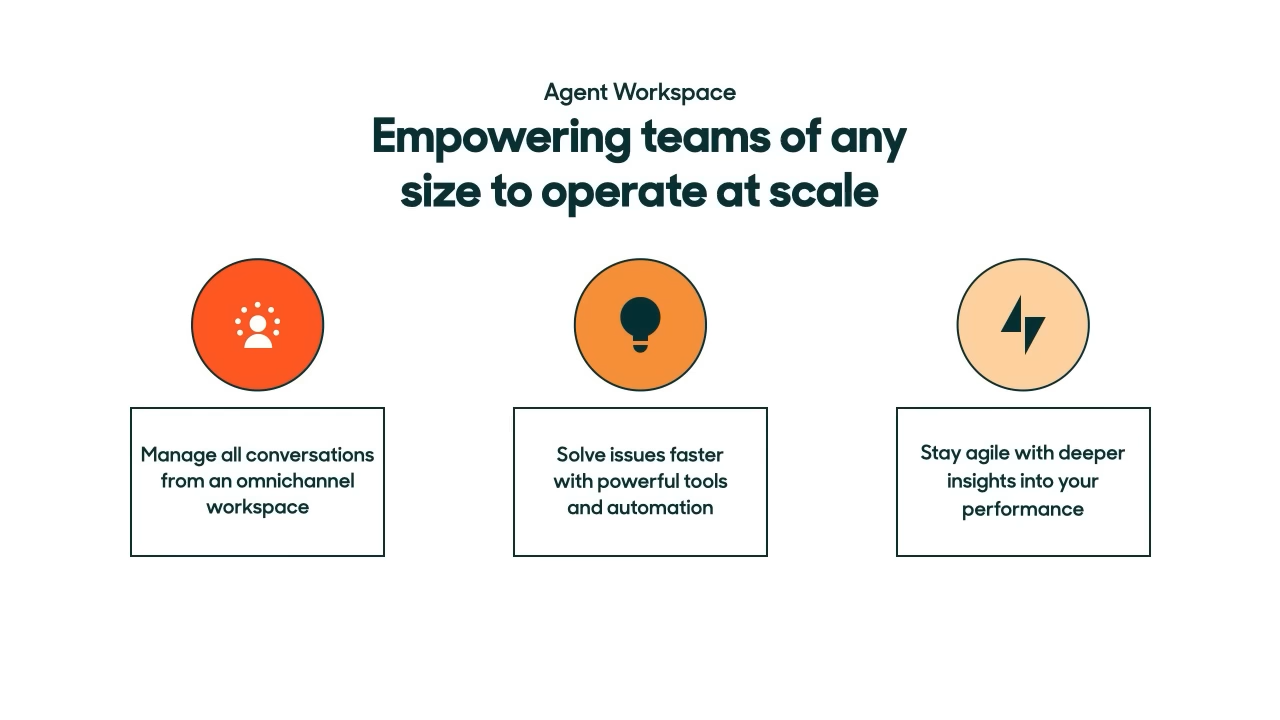 Agent Workspace
Empowering teams of any
size to operate at scale
Manage all conversations
from an omnichannel
workspace
Solve issues faster
with powerful tools
and automation
Stay agile with deeper
insights into your
performance